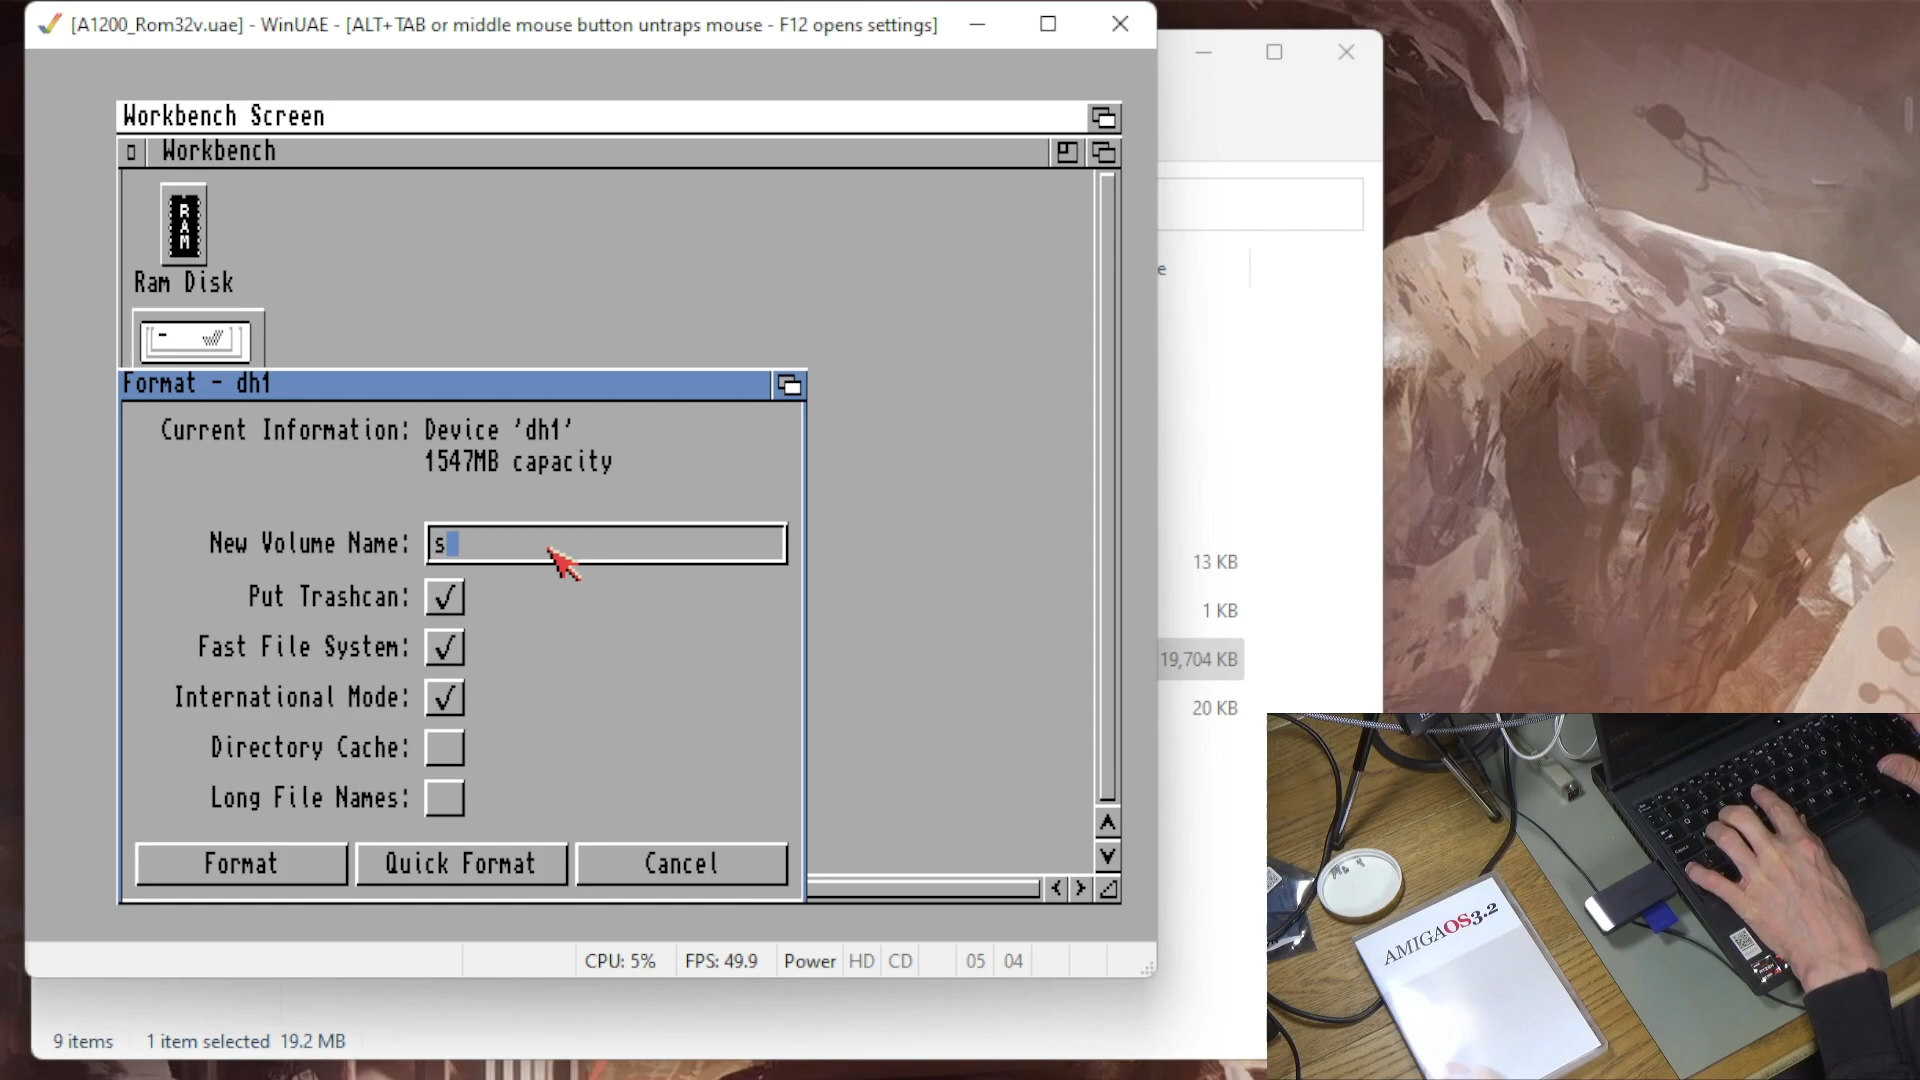 [A1200_Rom32v.uae] - WinUAE - [ALT+TAB or middle mouse button untraps mouse - F12 opens settings]
Workbench Screen
Workbench
RAM
Ram Disk
Format - dh1
Current Information: Device 'dh1'
1547MB capacity
New Volume Name: s
Put Trashcan: ✓
Fast File System: ✓
International Mode: ✓
Directory Cache:
Long File Names:
Format
Quick Format
Cancel
CPU: 5%
FPS: 49.9
Power
HD
CD
05
04
e
13 KB
1 KB
19,704 KB
20 KB
9 items
1 item selected 19.2 MB
AMIGAOS3.2